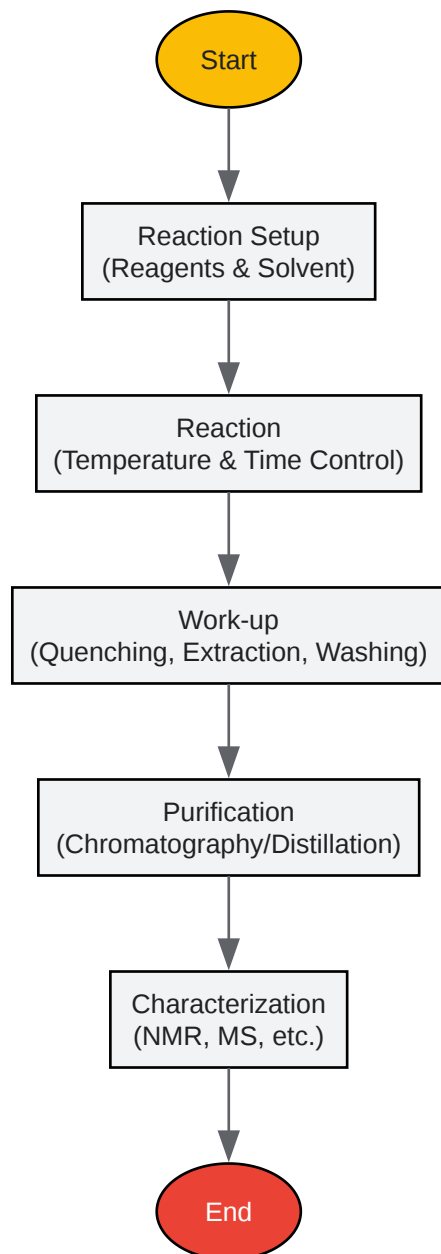 Start
Reaction Setup
(Reagents & Solvent)
Reaction
(Temperature & Time Control)
Work-up
(Quenching, Extraction, Washing)
Purification
(Chromatography/Distillation)
Characterization
(NMR, MS, etc.)
End